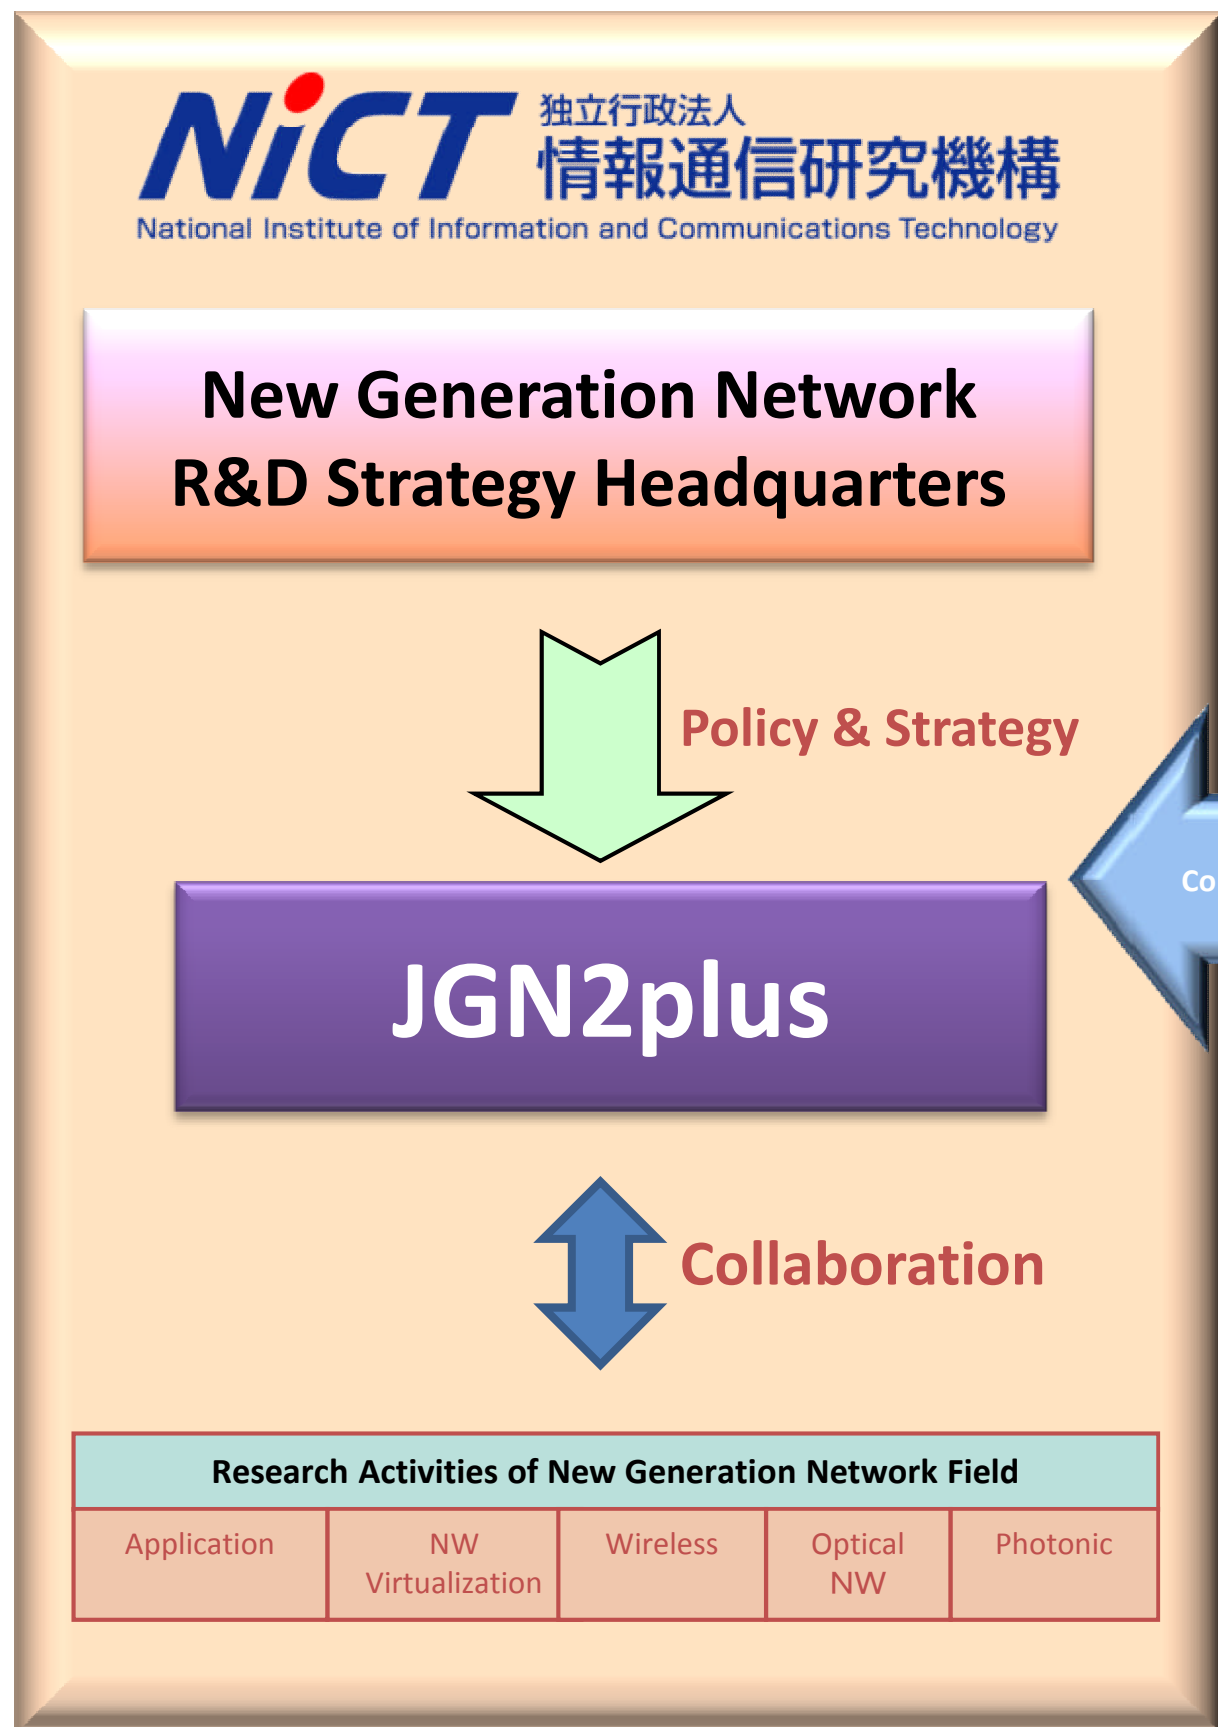 NiCT
独立行政法人
情報通信研究機構
National Institute of Information and Communications Technology
New Generation Network
R&D Strategy Headquarters
Policy & Strategy
Co
JGN2plus
Collaboration
Research Activities of New Generation Network Field
Application
NW
Virtualization
Wireless
Optical
NW
Photonic